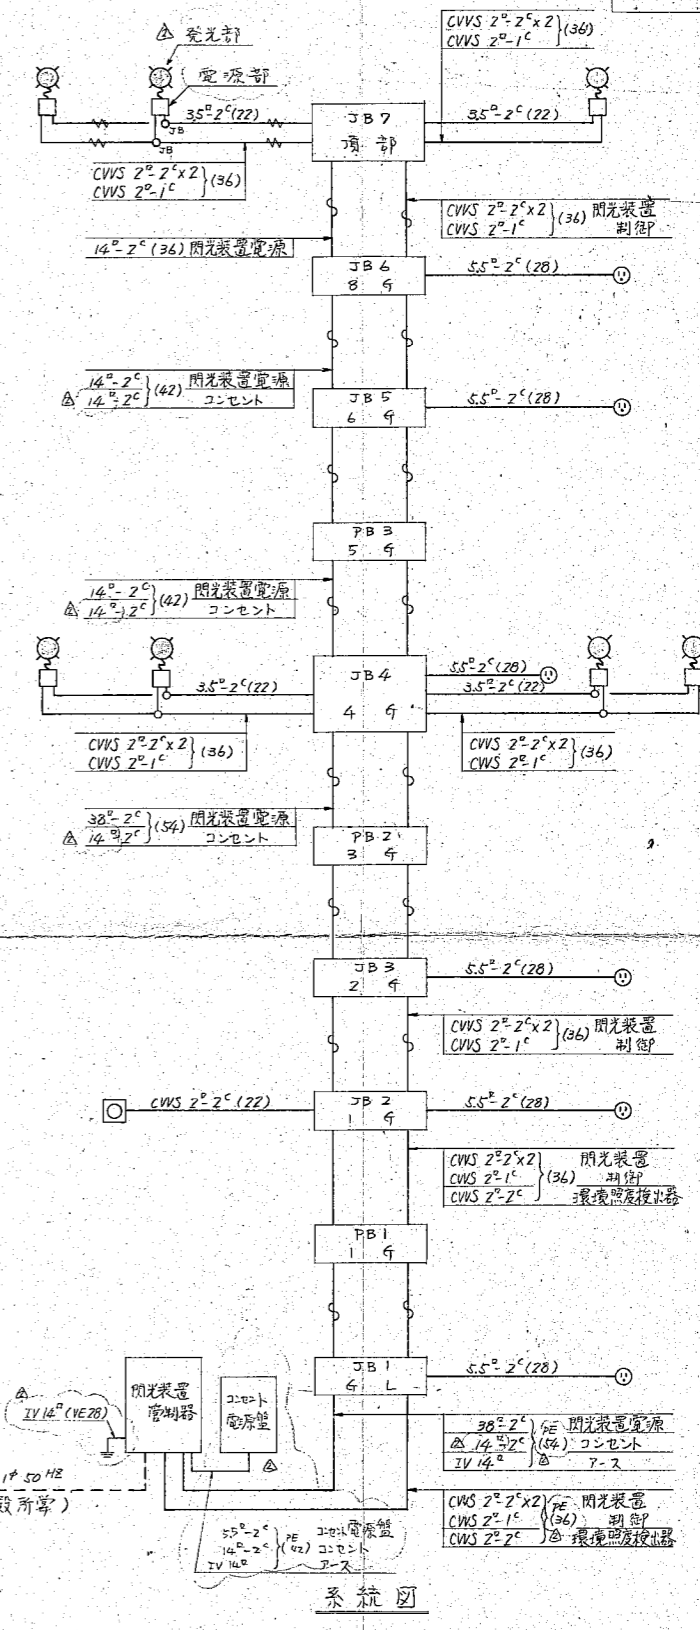 CVVS 2□-2ᶜx2 }(36)
CVVS 2□-1ᶜ
△2 発光部
電源部
3.5□-2ᶜ(22)
JB
JB
JB7
頂部
3.5□-2ᶜ(22)
CVVS 2□-2ᶜx2 }(36)
CVVS 2□-1ᶜ
CVVS 2□-2ᶜx2 }(36) 閃光装置
CVVS 2□-1ᶜ 制御
14□-2ᶜ(36) 閃光装置電源
JB6
8 G
5.5□-2ᶜ(28)
14□-2ᶜ }(42) 閃光装置電源
△2 14□-2ᶜ コンセント
JB5
6 G
5.5□-2ᶜ(28)
PB3
5 G
14□-2ᶜ }(42) 閃光装置電源
△2 14□-2ᶜ コンセント
3.5□-2ᶜ(22)
JB4
4 G
5.5□-2ᶜ(28)
3.5□-2ᶜ(22)
CVVS 2□-2ᶜx2 }(36)
CVVS 2□-1ᶜ
CVVS 2□-2ᶜx2 }(36)
CVVS 2□-1ᶜ
38□-2ᶜ }(54) 閃光装置電源
△2 14□-2ᶜ コンセント
PB2
3 G
JB3
2 G
5.5□-2ᶜ(28)
CVVS 2□-2ᶜx2 }(36) 閃光装置
CVVS 2□-1ᶜ 制御
CVVS 2□-2ᶜ(22)
JB2
1 G
5.5□-2ᶜ(28)
CVVS 2□-2ᶜx2 }(36) 閃光装置
CVVS 2□-1ᶜ 制御
CVVS 2□-2ᶜ 環境照度検出器
PB1
1 G
JB1
G L
5.5□-2ᶜ(28)
閃光装置
管制器
コンセント
電源盤
△2
△2
IV 14□(VE28)
1φ 50HZ
所掌)
38□-2ᶜ }PE(54) 閃光装置電源
△2 14□-2ᶜ コンセント
IV 14□ △2 アース
CVVS 2□-2ᶜx2 }PE(36) 閃光装置
CVVS 2□-1ᶜ 制御
CVVS 2□-2ᶜ △2 環境照度検出器
5.5□-2ᶜ }PE(42) コンセント電源盤
14□-2ᶜ コンセント
IV 14□ アース
系統図